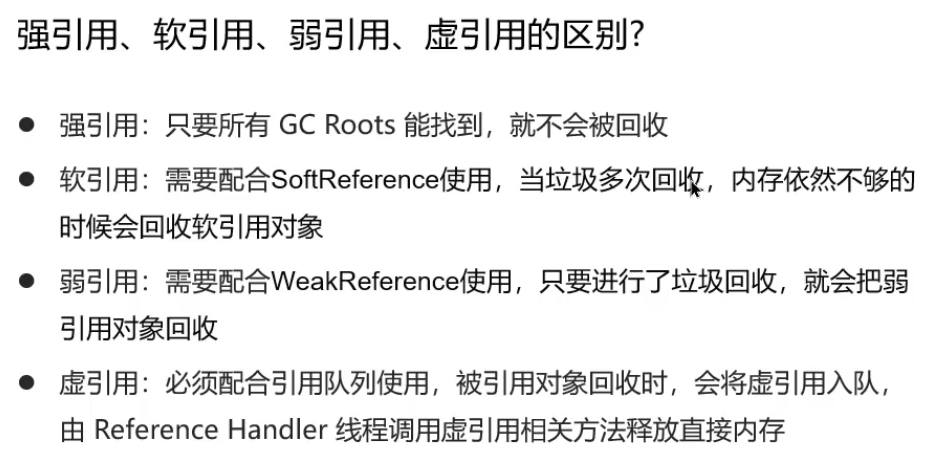 强引用、软引用、弱引用、虚引用的区别?
● 强引用：只要所有 GC Roots 能找到，就不会被回收
● 软引用：需要配合SoftReference使用，当垃圾多次回收，内存依然不够的
时候会回收软引用对象
● 弱引用：需要配合WeakReference使用，只要进行了垃圾回收，就会把弱
引用对象回收
● 虚引用：必须配合引用队列使用，被引用对象回收时，会将虚引用入队，
由 Reference Handler 线程调用虚引用相关方法释放直接内存